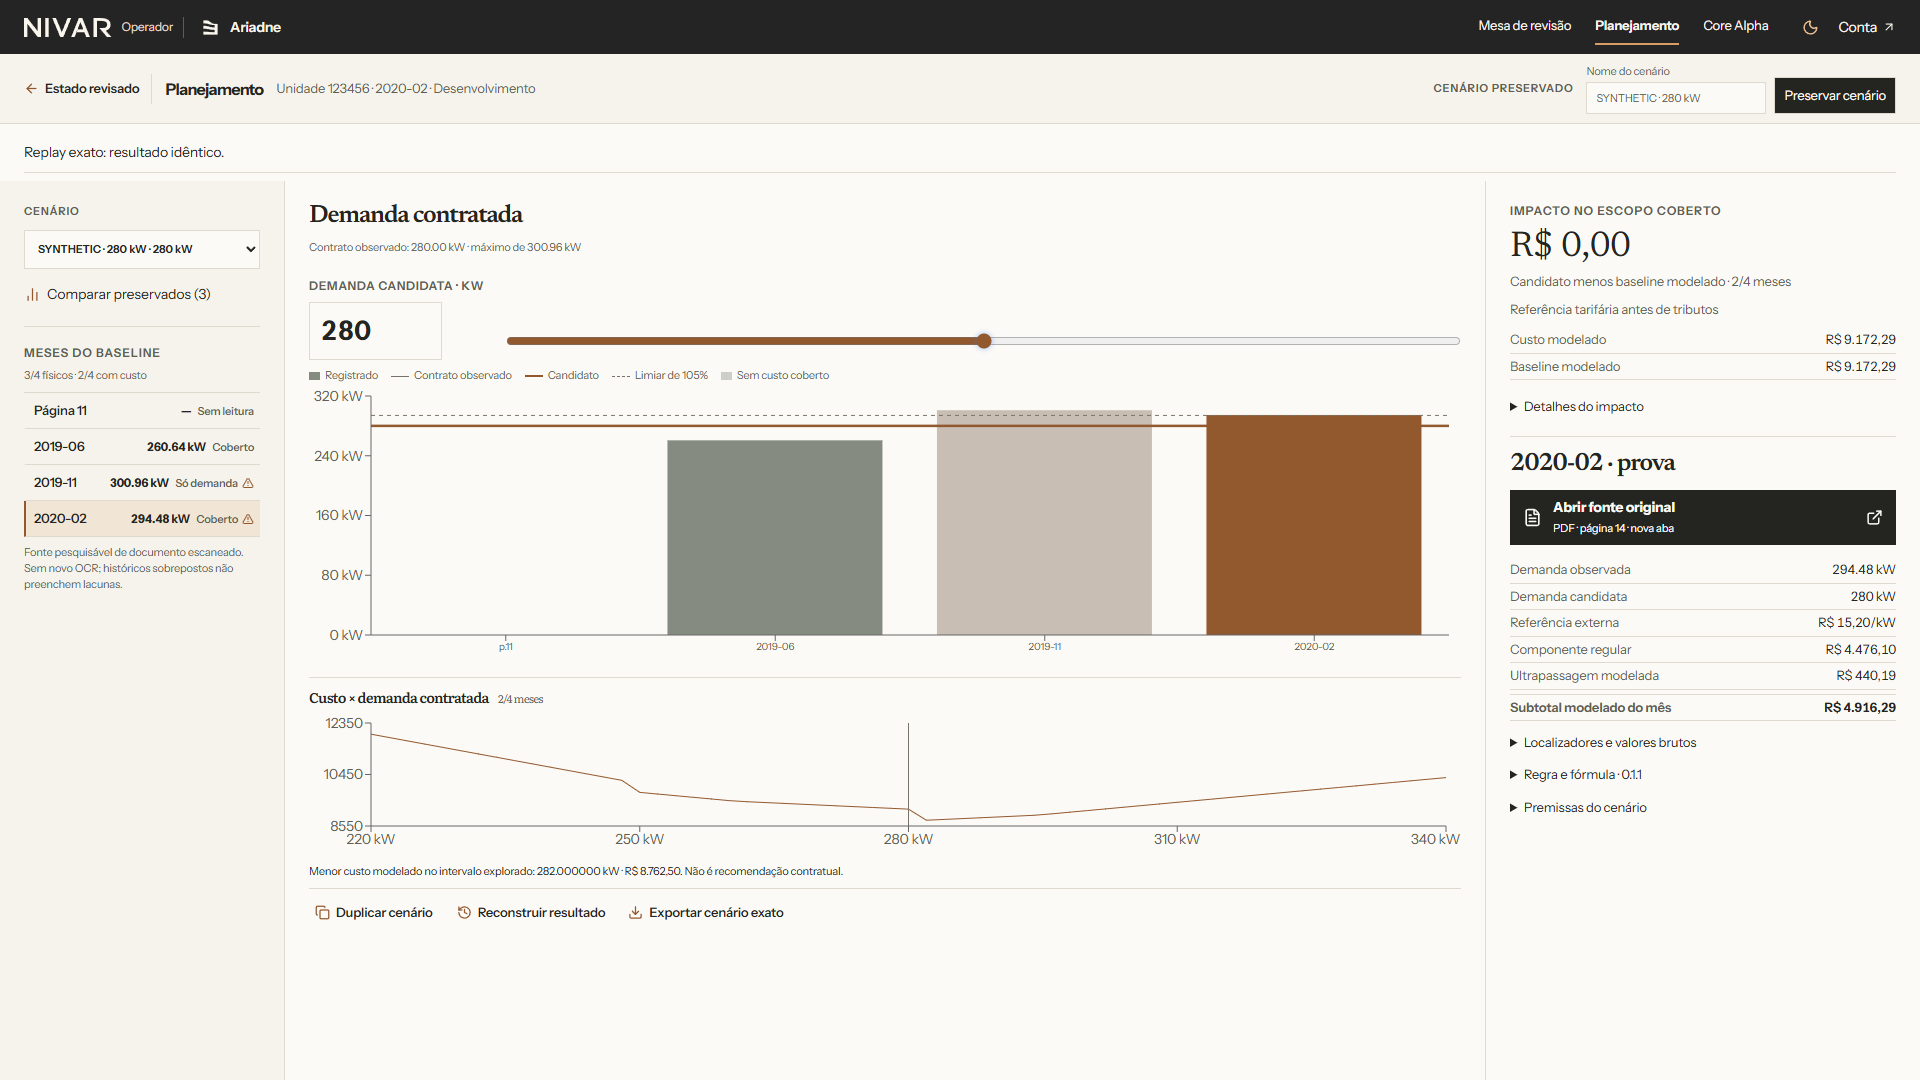 NIVAR Operador Ariadne Mesa de revisão Planejamento Core Alpha Conta
Estado revisado Planejamento Unidade 123456 · 2020-02 · Desenvolvimento CENÁRIO PRESERVADO
Nome do cenário
SYNTHETIC · 280 kW
Preservar cenário
Replay exato: resultado idêntico.
CENÁRIO
SYNTHETIC · 280 kW · 280 kW
Comparar preservados (3)
MESES DO BASELINE
3/4 físicos · 2/4 com custo
Página 11 — Sem leitura
2019-06 260.64 kW Coberto
2019-11 300.96 kW Só demanda
2020-02 294.48 kW Coberto
Fonte pesquisável de documento escaneado.
Sem novo OCR; históricos sobrepostos não
preenchem lacunas.
Demanda contratada
Contrato observado: 280.00 kW · máximo de 300.96 kW
DEMANDA CANDIDATA · KW
280
Registrado Contrato observado Candidato Limiar de 105% Sem custo coberto
320 kW
240 kW
160 kW
80 kW
0 kW
p.11 2019-06 2019-11 2020-02
Custo × demanda contratada 2/4 meses
12350
10450
8550
220 kW 250 kW 280 kW 310 kW 340 kW
Menor custo modelado no intervalo explorado: 282.000000 kW · R$ 8.762,50. Não é recomendação contratual.
Duplicar cenário Reconstruir resultado Exportar cenário exato
IMPACTO NO ESCOPO COBERTO
R$ 0,00
Candidato menos baseline modelado · 2/4 meses
Referência tarifária antes de tributos
Custo modelado R$ 9.172,29
Baseline modelado R$ 9.172,29
Detalhes do impacto
2020-02 · prova
Abrir fonte original
PDF · página 14 · nova aba
Demanda observada 294.48 kW
Demanda candidata 280 kW
Referência externa R$ 15,20/kW
Componente regular R$ 4.476,10
Ultrapassagem modelada R$ 440,19
Subtotal modelado do mês R$ 4.916,29
Localizadores e valores brutos
Regra e fórmula · 0.1.1
Premissas do cenário